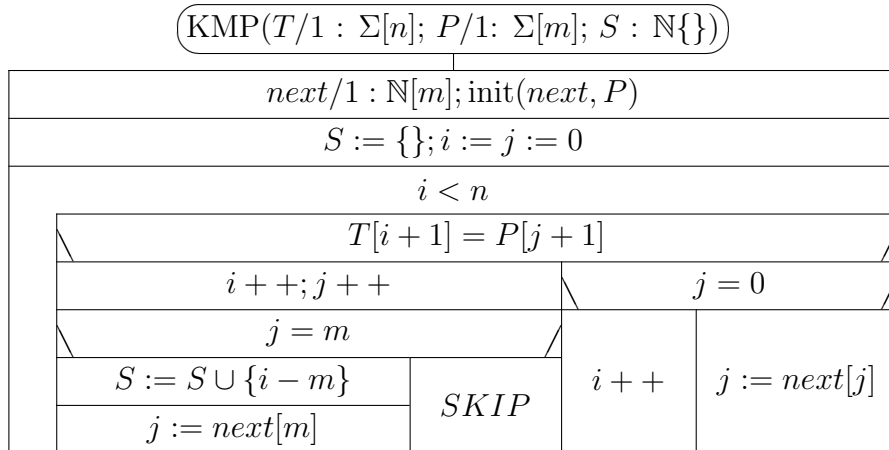 KMP(T/1 : Σ[n]; P/1: Σ[m]; S : ℕ{})
next/1 : ℕ[m]; init(next, P)
S := {}; i := j := 0
i < n
T[i + 1] = P[j + 1]
i + +; j + +
j = 0
j = m
S := S ∪ {i − m}
SKIP
i + +
j := next[j]
j := next[m]